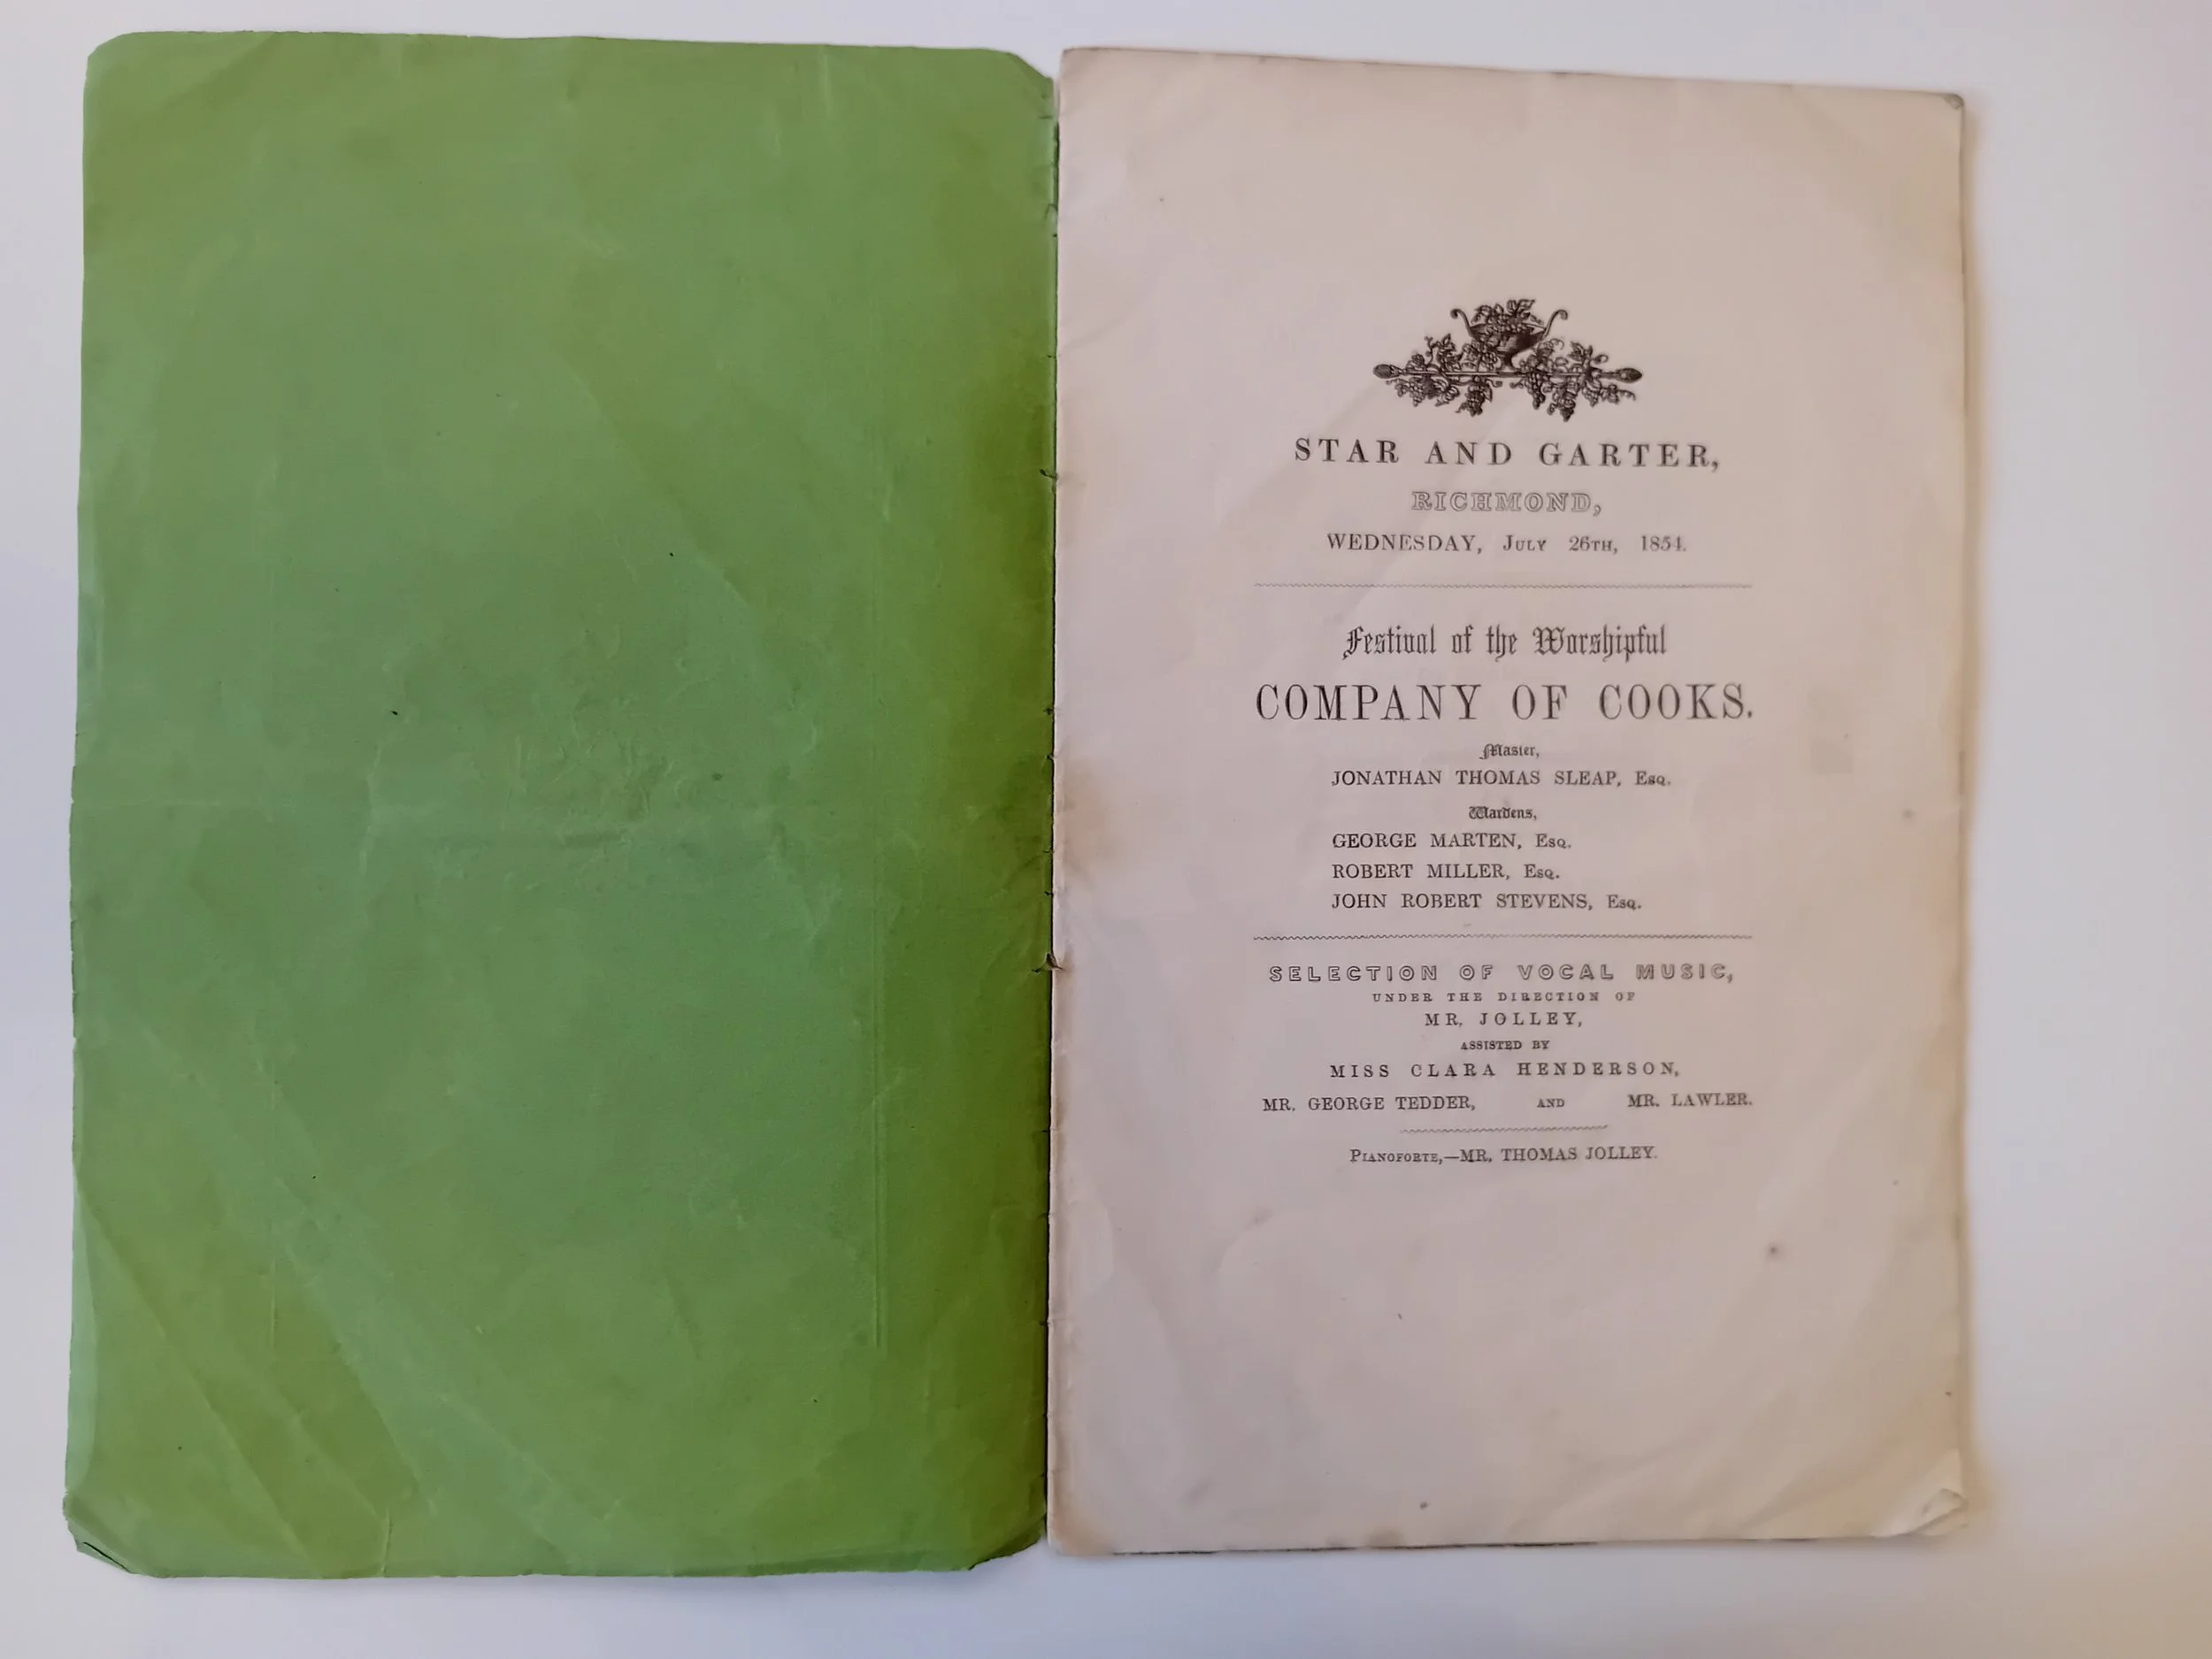 STAR AND GARTER,
RICHMOND,
WEDNESDAY, JULY 26TH, 1854.
Festival of the Worshipful
COMPANY OF COOKS.
Master,
JONATHAN THOMAS SLEAP, ESQ.
Wardens,
GEORGE MARTEN, ESQ.
ROBERT MILLER, ESQ.
JOHN ROBERT STEVENS, ESQ.
SELECTION OF VOCAL MUSIC,
UNDER THE DIRECTION OF
MR. JOLLEY,
ASSISTED BY
MISS CLARA HENDERSON,
MR. GEORGE TEDDER, AND MR. LAWLER.
PIANOFORTE,—MR. THOMAS JOLLEY.